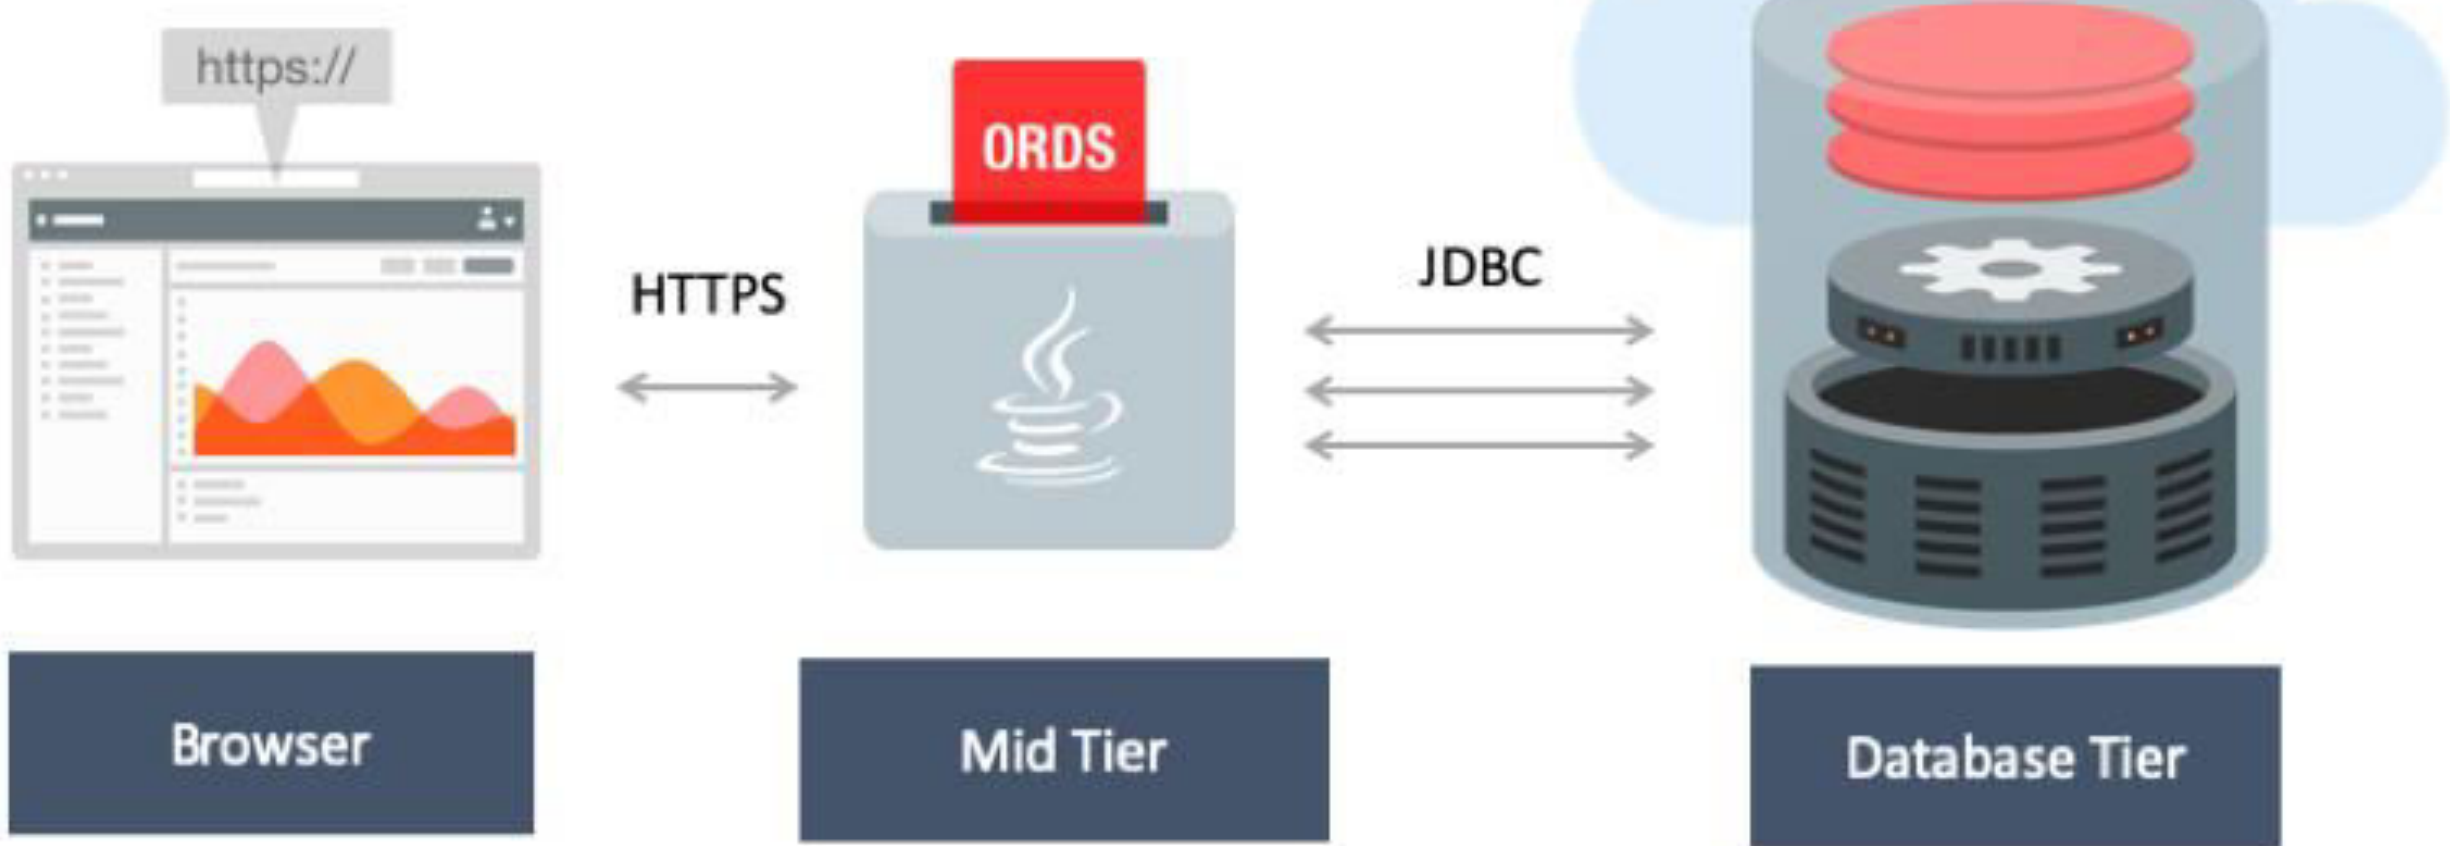 https://
ORDS
HTTPS
JDBC
Browser
Mid Tier
Database Tier